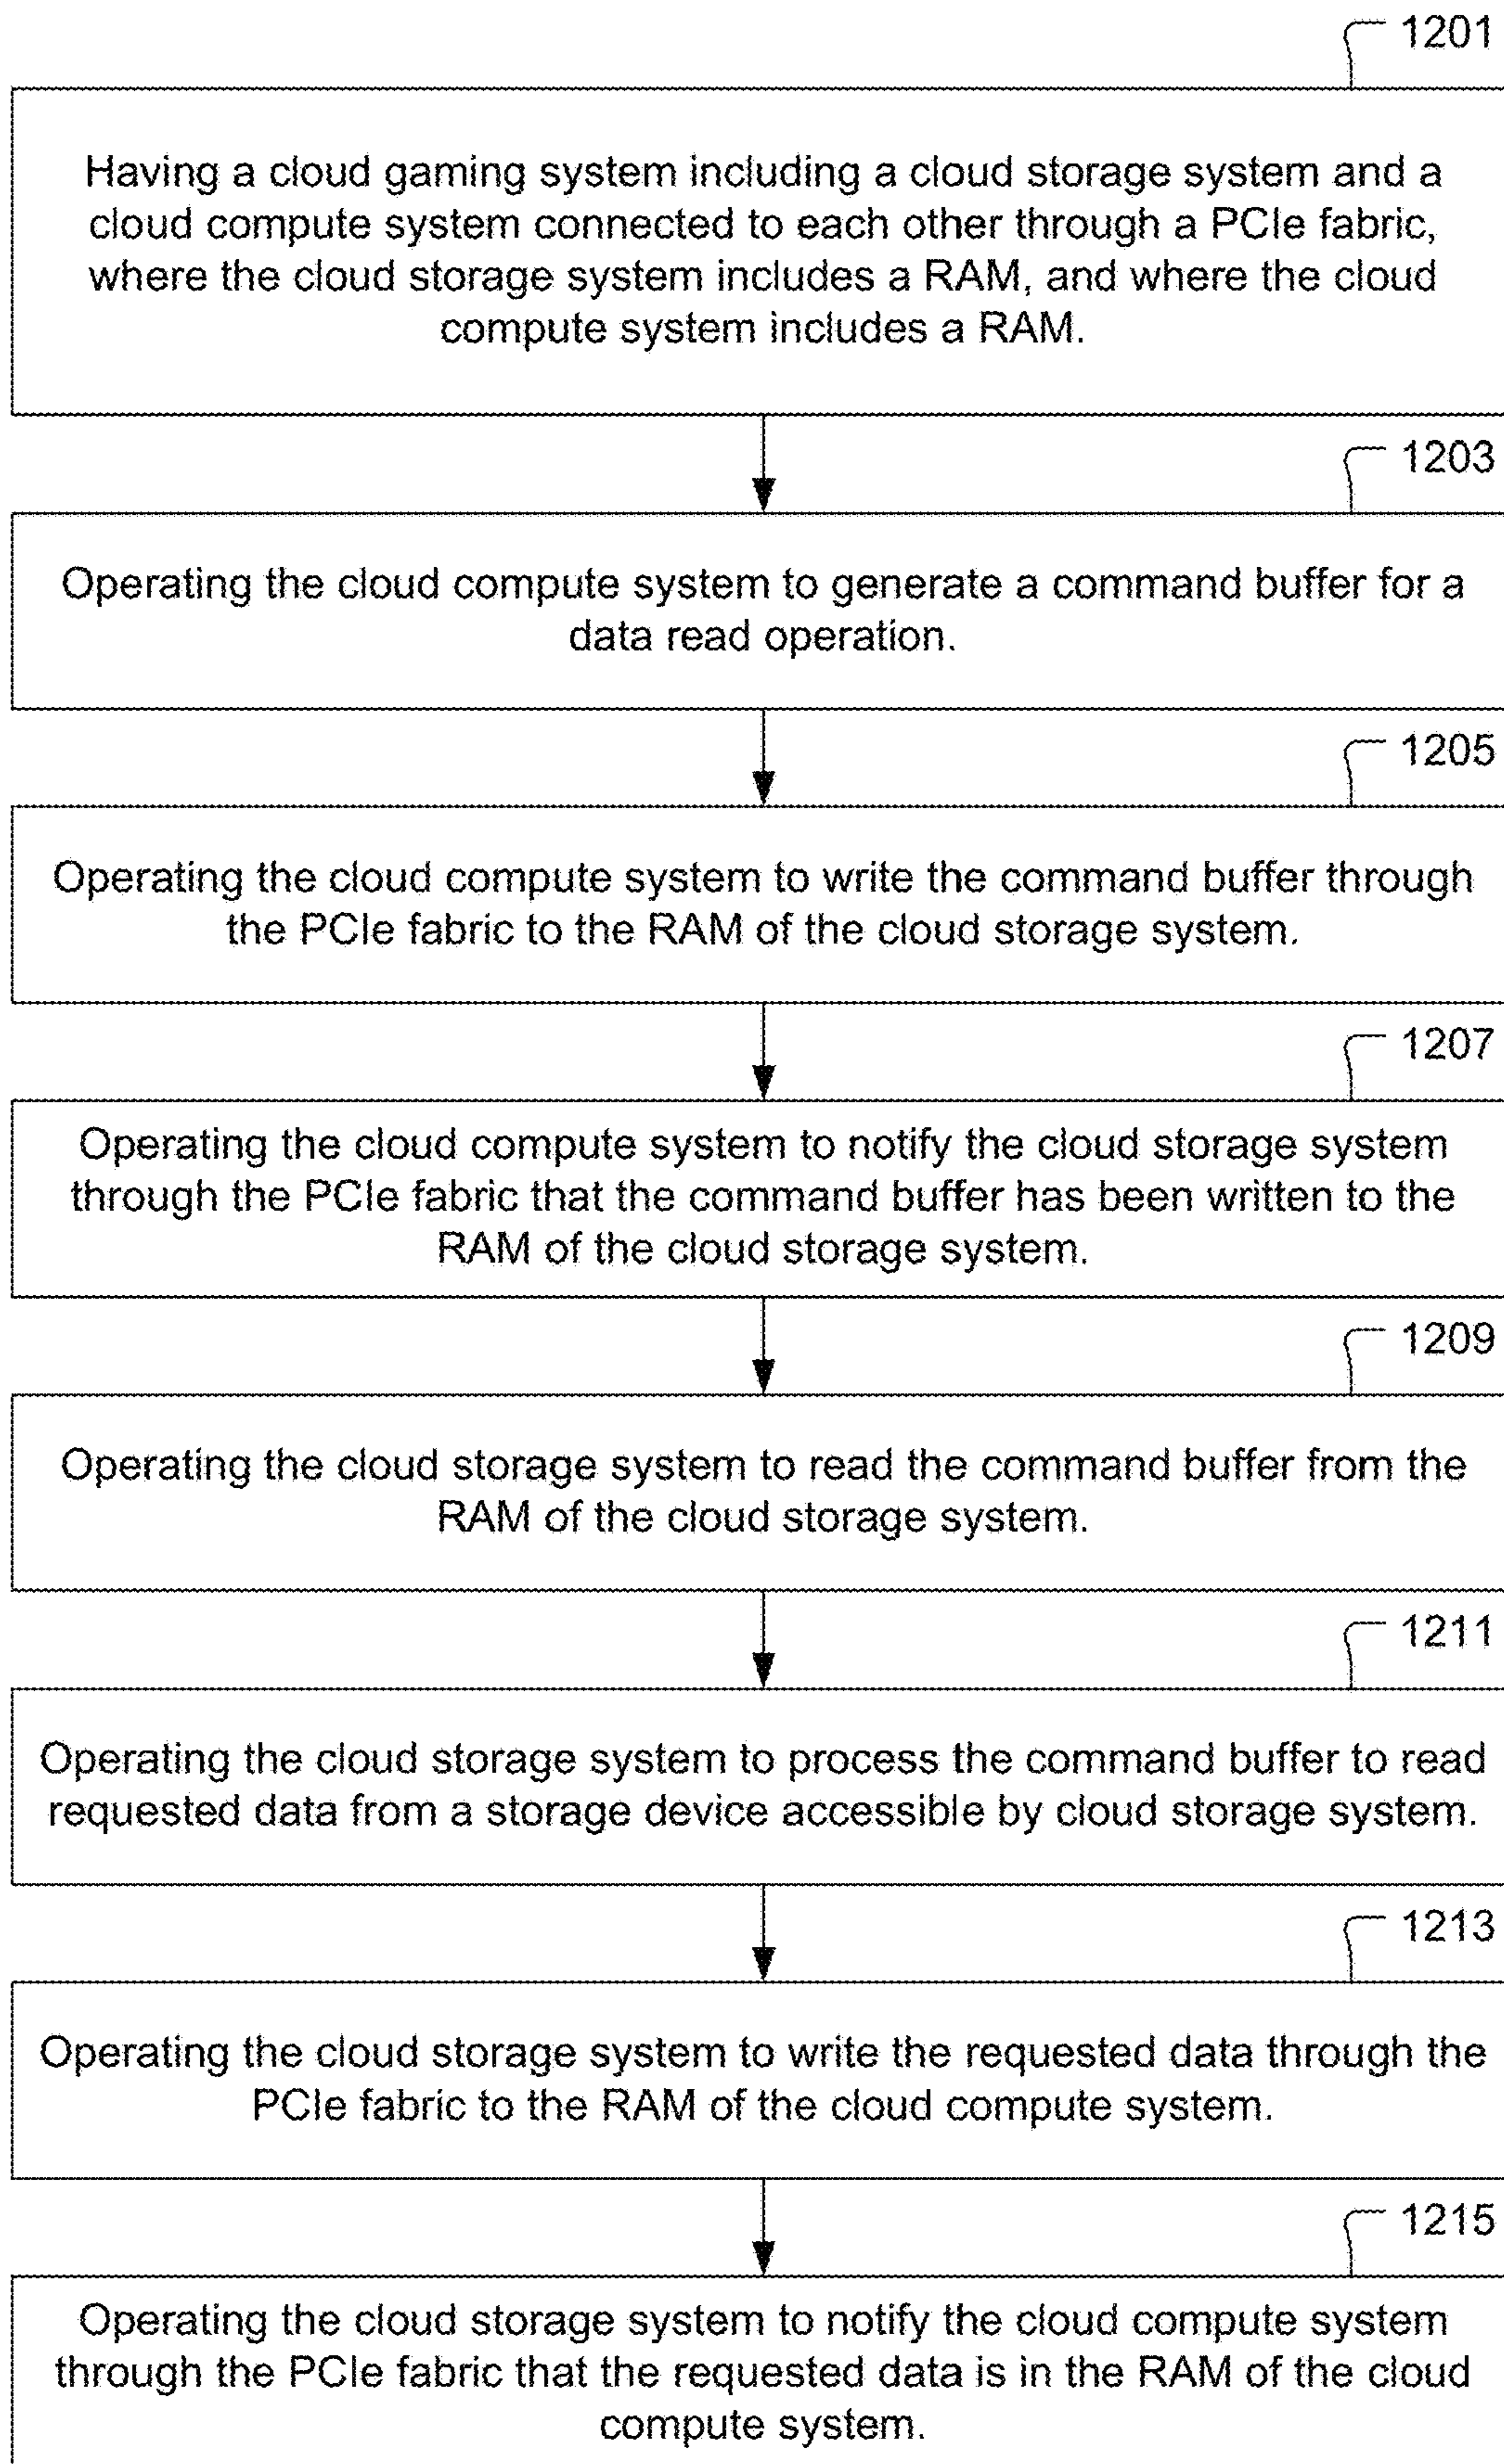 1201
Having a cloud gaming system including a cloud storage system and a
cloud compute system connected to each other through a PCIe fabric,
where the cloud storage system includes a RAM, and where the cloud
compute system includes a RAM.
1203
Operating the cloud compute system to generate a command buffer for a
data read operation.
1205
Operating the cloud compute system to write the command buffer through
the PCIe fabric to the RAM of the cloud storage system.
1207
Operating the cloud compute system to notify the cloud storage system
through the PCIe fabric that the command buffer has been written to the
RAM of the cloud storage system.
1209
Operating the cloud storage system to read the command buffer from the
RAM of the cloud storage system.
1211
Operating the cloud storage system to process the command buffer to read
requested data from a storage device accessible by cloud storage system.
1213
Operating the cloud storage system to write the requested data through the
PCIe fabric to the RAM of the cloud compute system.
1215
Operating the cloud storage system to notify the cloud compute system
through the PCIe fabric that the requested data is in the RAM of the cloud
compute system.